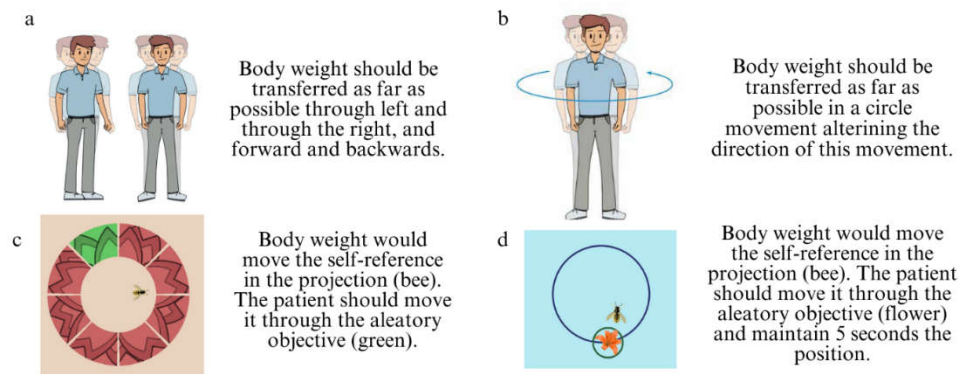 a
Body weight should be
transferred as far as
possible through left and
through the right, and
forward and backwards.
b
Body weight should be
transferred as far as
possible in a circle
movement alterining the
direction of this movement.
c
Body weight would
move the self-reference
in the projection (bee).
The patient should move
it through the aleatory
objective (green).
d
Body weight would move
the self-reference in the
projection (bee). The patient
should move it through the
aleatory objective (flower)
and maintain 5 seconds the
position.